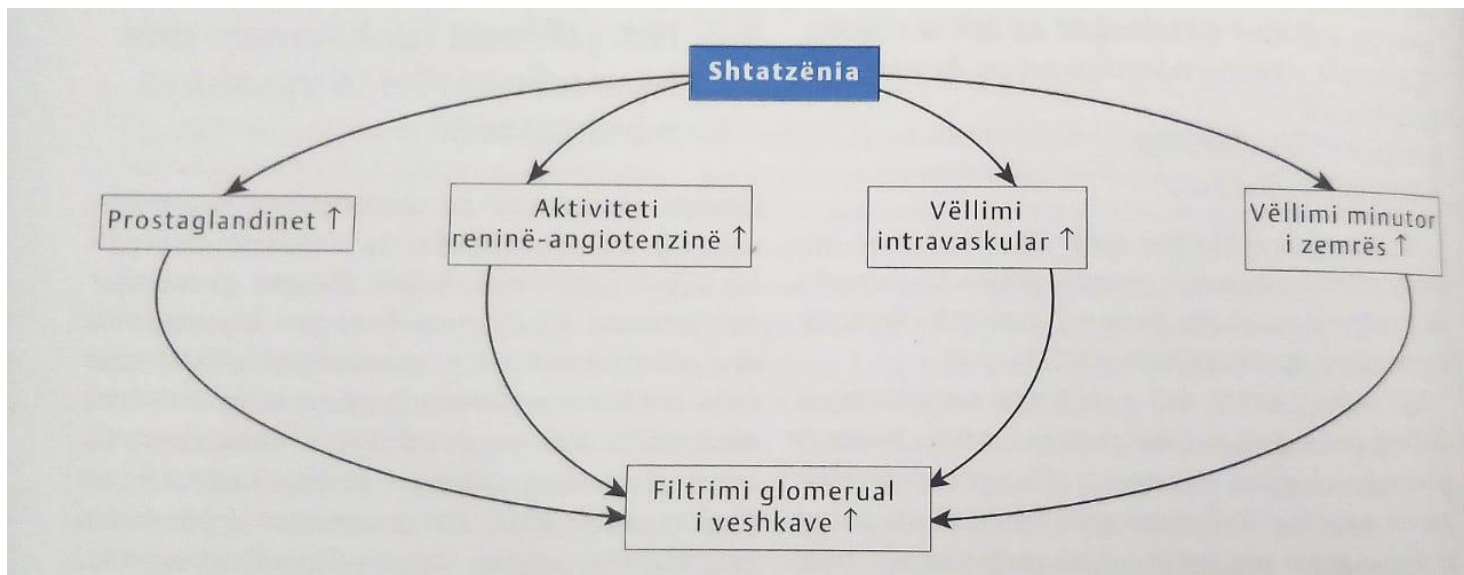 Shtatzënia
Prostaglandinet ↑
Aktiviteti
reninë-angiotenzinë ↑
Vëllimi
intravaskular ↑
Vëllimi minutor
i zemrës ↑
Filtrimi glomerual
i veshkave ↑